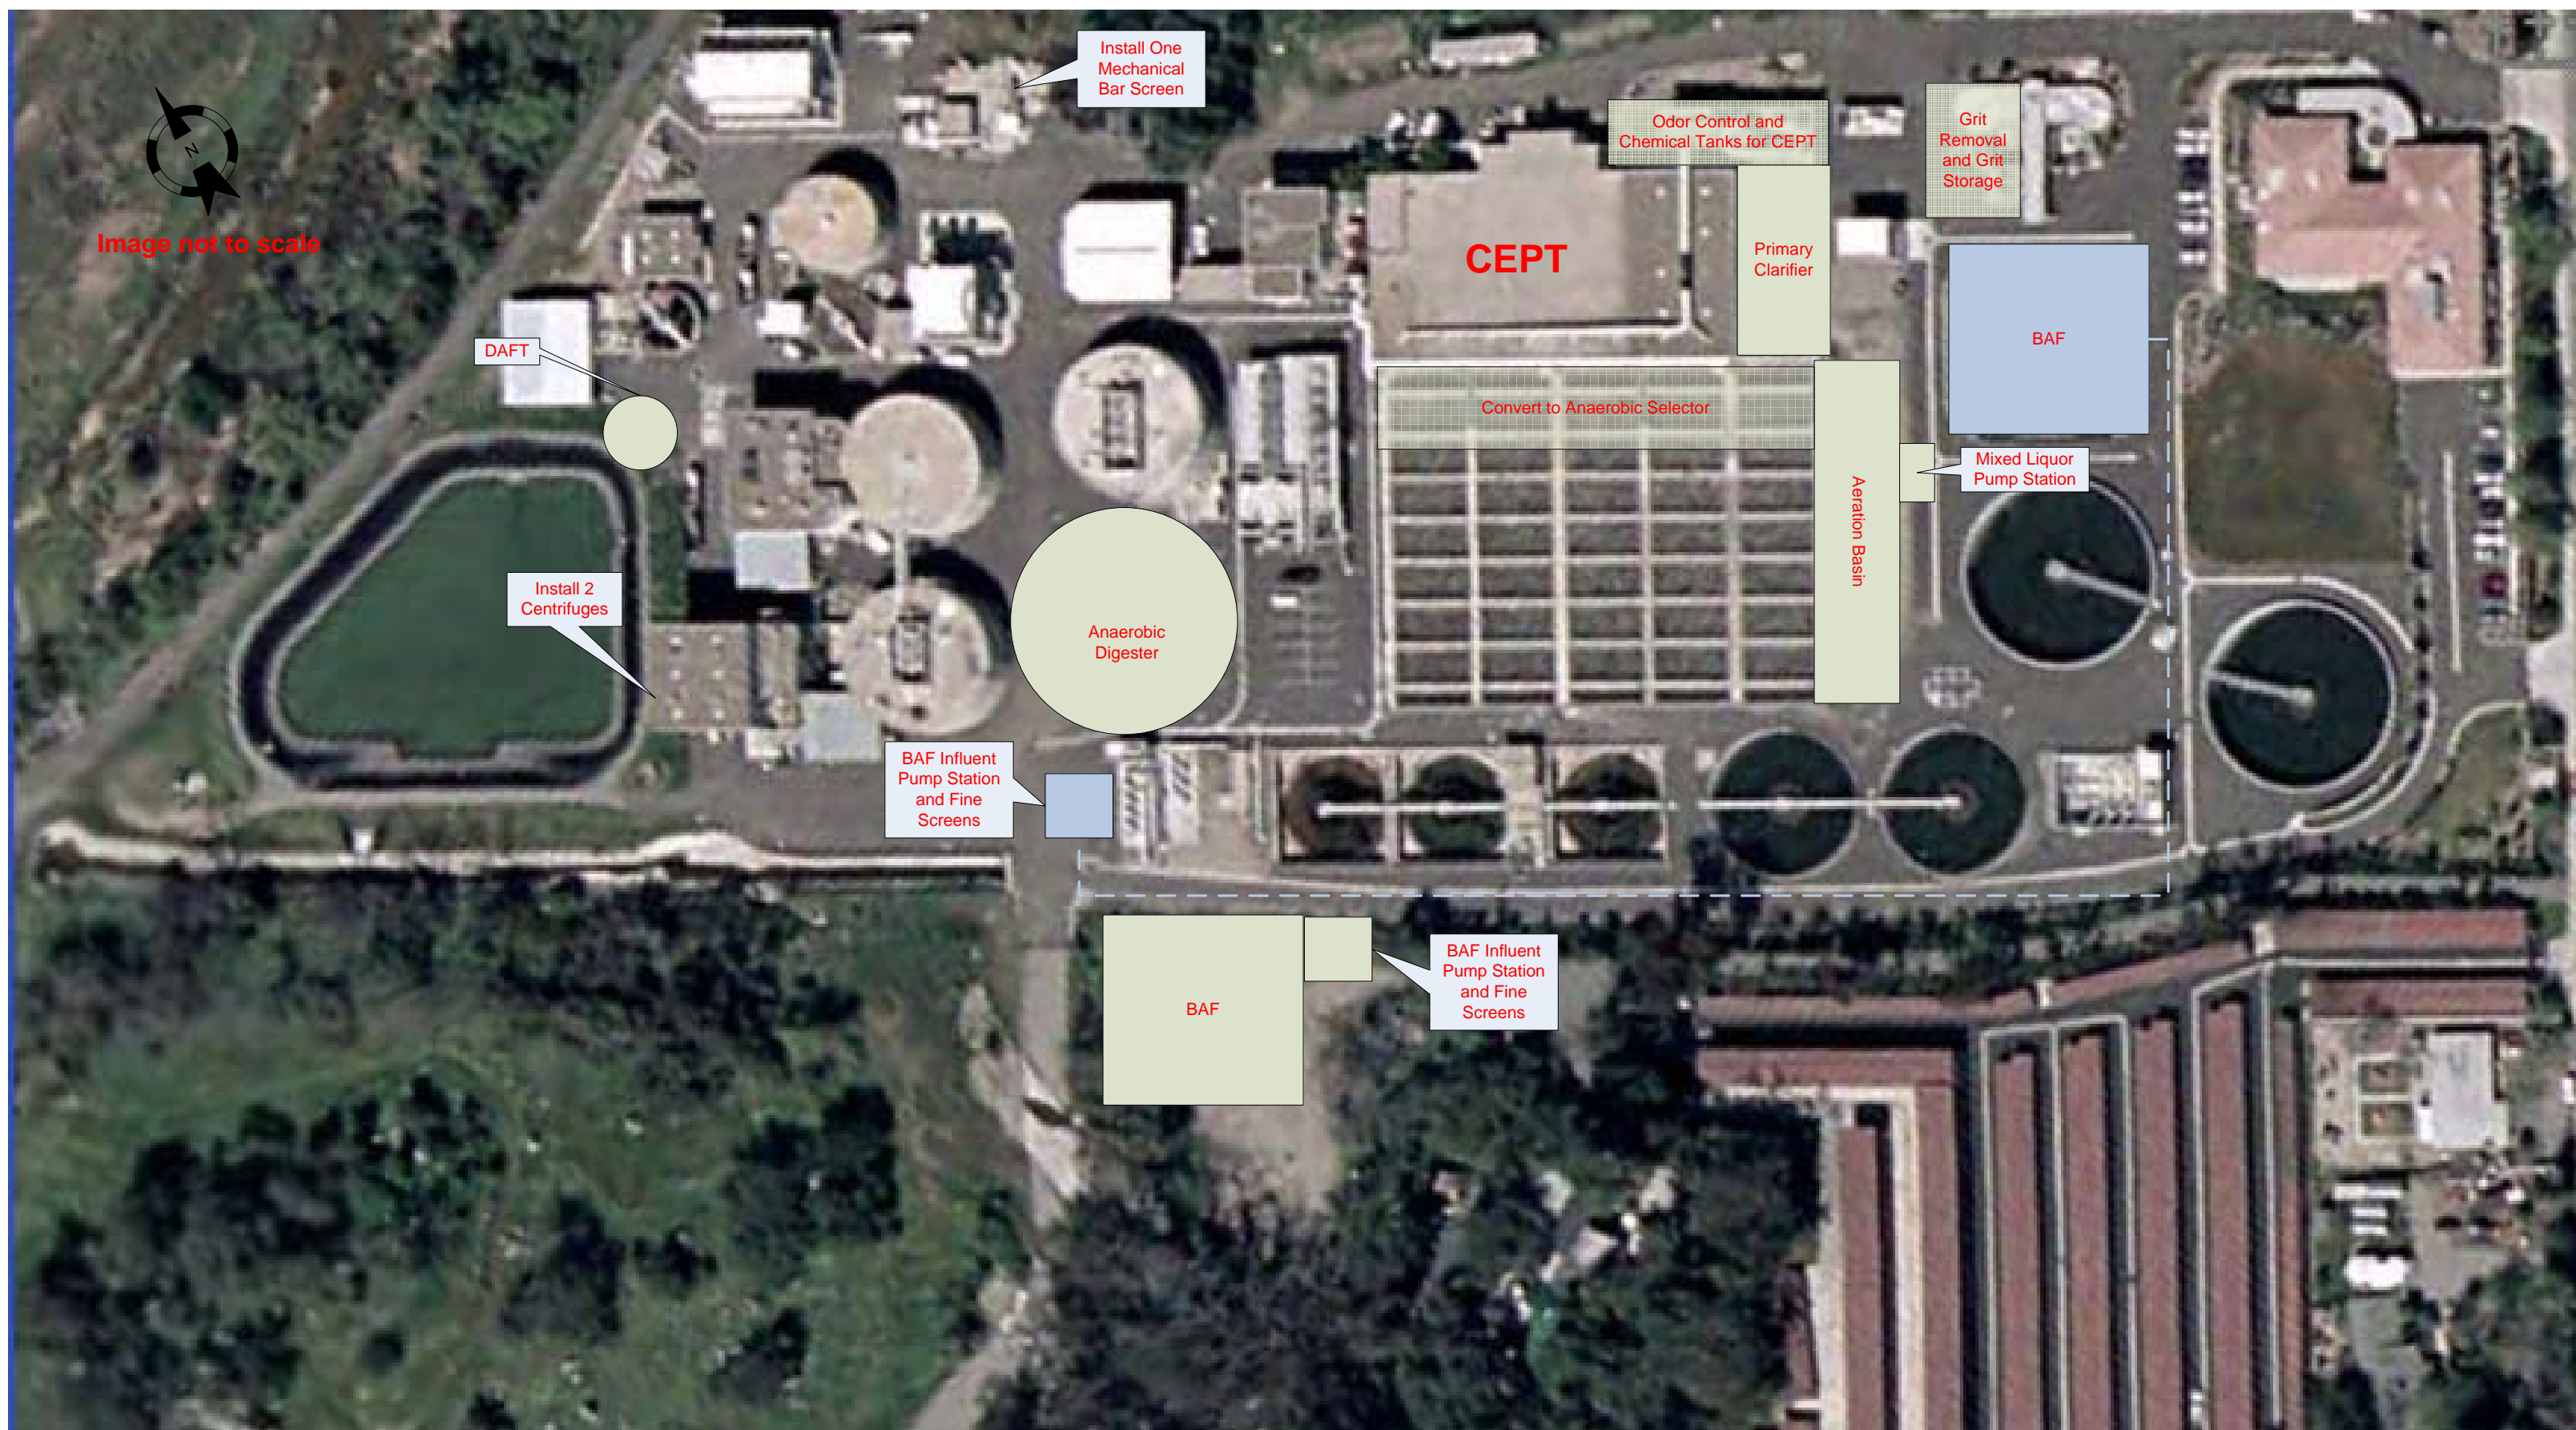 Install One
Mechanical
Bar Screen
Odor Control and
Chemical Tanks for CEPT
Grit
Removal
and Grit
Storage
N
Image not to scale
CEPT
Primary
Clarifier
BAF
DAFT
Convert to Anaerobic Selector
Mixed Liquor
Pump Station
Aeration Basin
Install 2
Centrifuges
Anaerobic
Digester
BAF Influent
Pump Station
and Fine
Screens
BAF
BAF Influent
Pump Station
and Fine
Screens